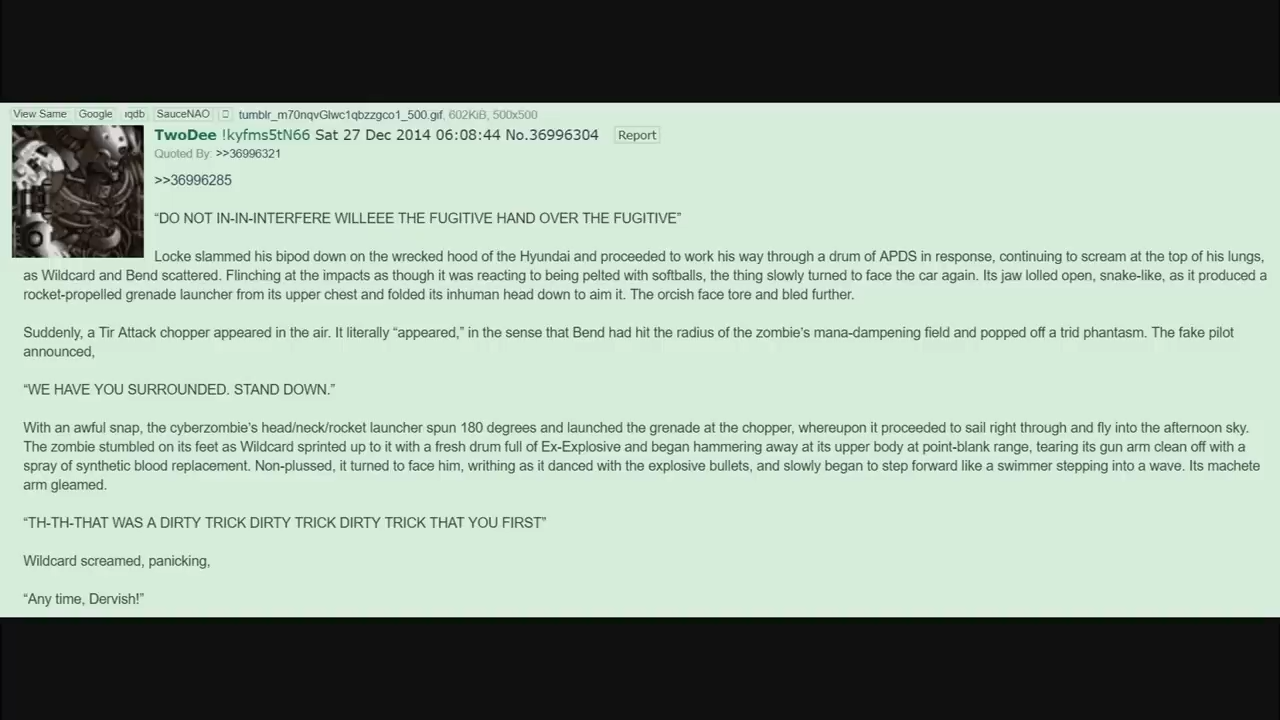 View Same Google iqdb SauceNAO tumblr_m70nqvGlwc1qbzzgco1_500.gif, 602KiB, 500x500
TwoDee !kyfms5tN66 Sat 27 Dec 2014 06:08:44 No.36996304 Report
Quoted By: >>36996321
>>36996285
“DO NOT IN-IN-INTERFERE WILLEEE THE FUGITIVE HAND OVER THE FUGITIVE”
Locke slammed his bipod down on the wrecked hood of the Hyundai and proceeded to work his way through a drum of APDS in response, continuing to scream at the top of his lungs,
as Wildcard and Bend scattered. Flinching at the impacts as though it was reacting to being pelted with softballs, the thing slowly turned to face the car again. Its jaw lolled open, snake-like, as it produced a
rocket-propelled grenade launcher from its upper chest and folded its inhuman head down to aim it. The orcish face tore and bled further.
Suddenly, a Tir Attack chopper appeared in the air. It literally “appeared,” in the sense that Bend had hit the radius of the zombie’s mana-dampening field and popped off a trid phantasm. The fake pilot
announced,
“WE HAVE YOU SURROUNDED. STAND DOWN.”
With an awful snap, the cyberzombie’s head/neck/rocket launcher spun 180 degrees and launched the grenade at the chopper, whereupon it proceeded to sail right through and fly into the afternoon sky.
The zombie stumbled on its feet as Wildcard sprinted up to it with a fresh drum full of Ex-Explosive and began hammering away at its upper body at point-blank range, tearing its gun arm clean off with a
spray of synthetic blood replacement. Non-plussed, it turned to face him, writhing as it danced with the explosive bullets, and slowly began to step forward like a swimmer stepping into a wave. Its machete
arm gleamed.
“TH-TH-THAT WAS A DIRTY TRICK DIRTY TRICK DIRTY TRICK THAT YOU FIRST”
Wildcard screamed, panicking,
“Any time, Dervish!”